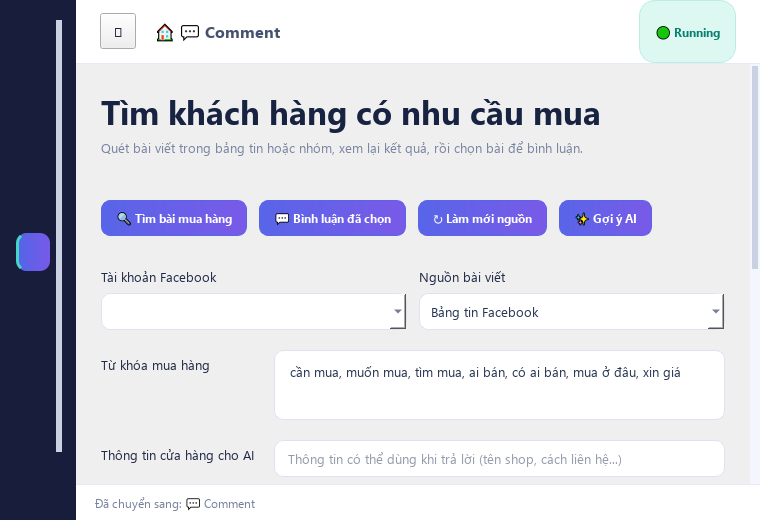 🏠 💬 Comment
🟢 Running
Tìm khách hàng có nhu cầu mua
Quét bài viết trong bảng tin hoặc nhóm, xem lại kết quả, rồi chọn bài để bình luận.
🔍 Tìm bài mua hàng
💬 Bình luận đã chọn
↻ Làm mới nguồn
✨ Gợi ý AI
Tài khoản Facebook
Nguồn bài viết
Bảng tin Facebook
Từ khóa mua hàng
cần mua, muốn mua, tìm mua, ai bán, có ai bán, mua ở đâu, xin giá
Thông tin cửa hàng cho AI
Thông tin có thể dùng khi trả lời (tên shop, cách liên hệ...)
Đã chuyển sang: 💬 Comment